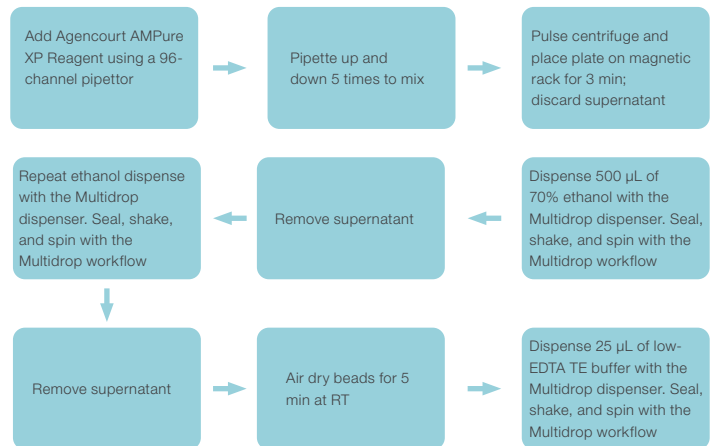 Add Agencourt AMPure
XP Reagent using a 96-
channel pipettor
Pipette up and
down 5 times to mix
Pulse centrifuge and
place plate on magnetic
rack for 3 min;
discard supernatant
Dispense 500 µL of
70% ethanol with the
Multidrop dispenser. Seal,
shake, and spin with the
Multidrop workflow
Remove supernatant
Repeat ethanol dispense
with the Multidrop
dispenser. Seal, shake,
and spin with the
Multidrop workflow
Remove supernatant
Air dry beads for 5
min at RT
Dispense 25 µL of low-
EDTA TE buffer with the
Multidrop dispenser. Seal,
shake, and spin with the
Multidrop workflow